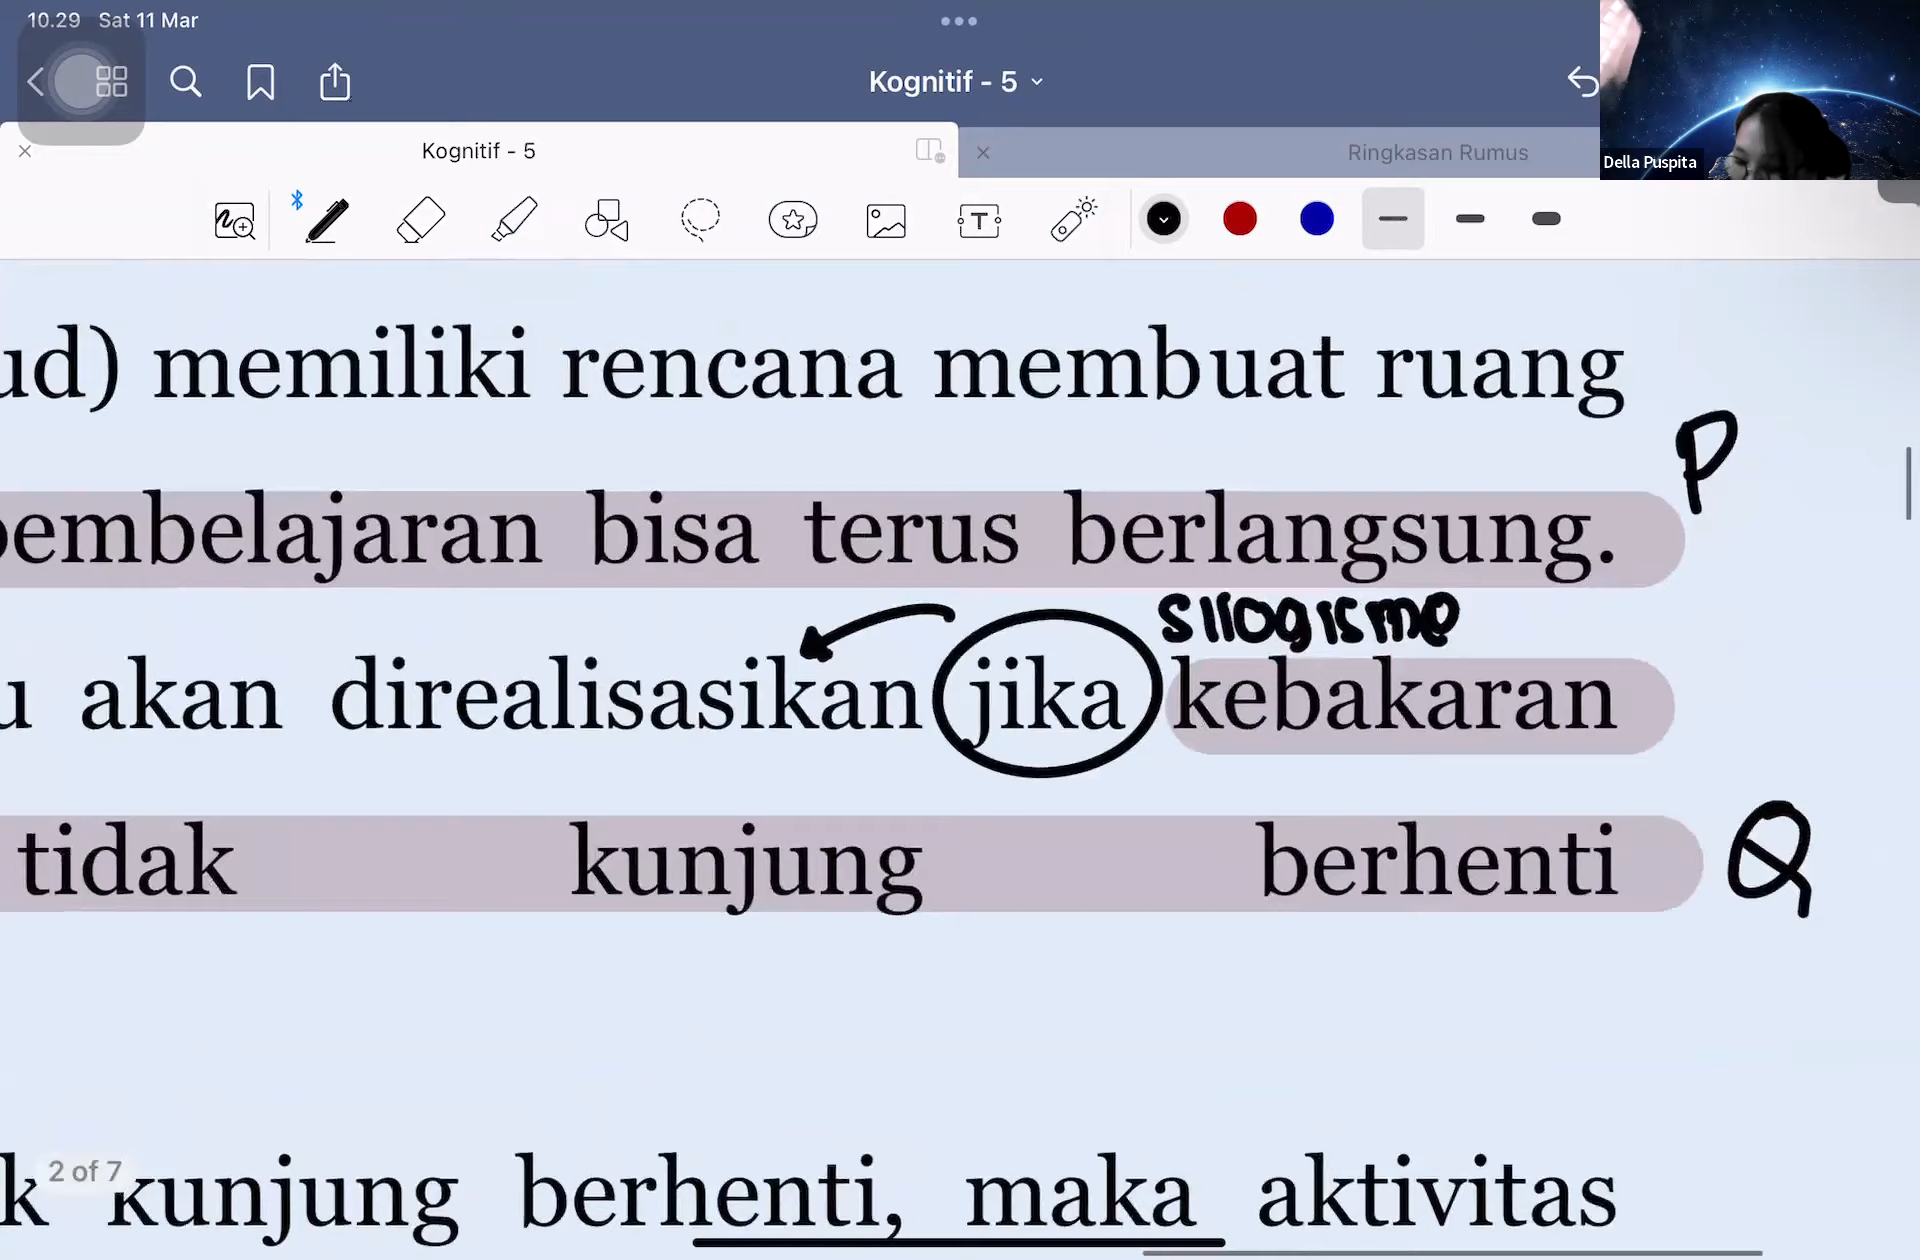 10.29 Sat 11 Mar
Kognitif - 5
Kognitif - 5
Ringkasan Rumus
Della Puspita
T
ud) memiliki rencana membuat ruang
P
pembelajaran bisa terus berlangsung.
silogisme
u akan direalisasikan jika kebakaran
tidak kunjung berhenti
Q
k kunjung berhenti, maka aktivitas
2 of 7